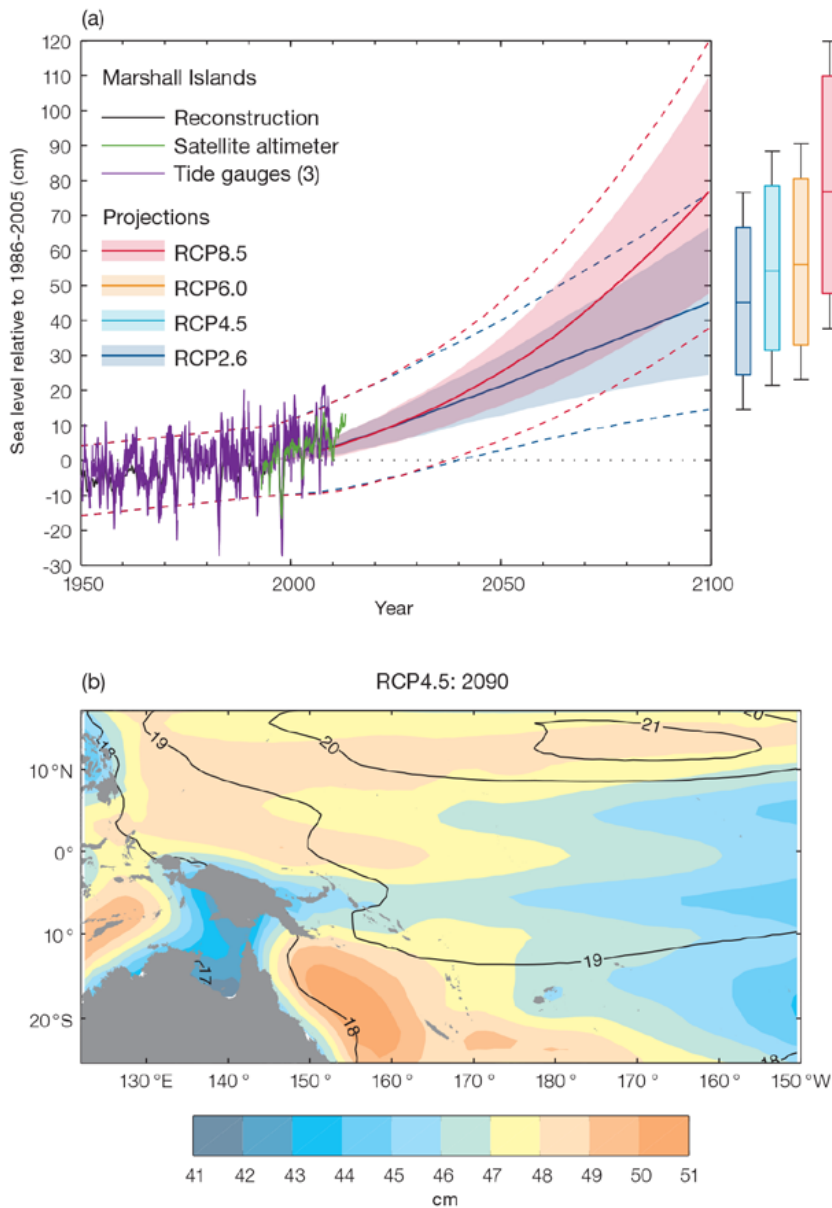 (a)
120
110
100
90
80
70
60
50
40
30
20
10
0
-10
-20
-30
Sea level relative to 1986-2005 (cm)
Marshall Islands
Reconstruction
Satellite altimeter
Tide gauges (3)
Projections
RCP8.5
RCP6.0
RCP4.5
RCP2.6
1950 2000 2050 2100
Year
(b) RCP4.5: 2090
18 19 20 21 20
10°N
0°
10°
20°S
17 18 19 18
130°E 140° 150° 160° 170° 180° 170° 160° 150°W
41 42 43 44 45 46 47 48 49 50 51
cm